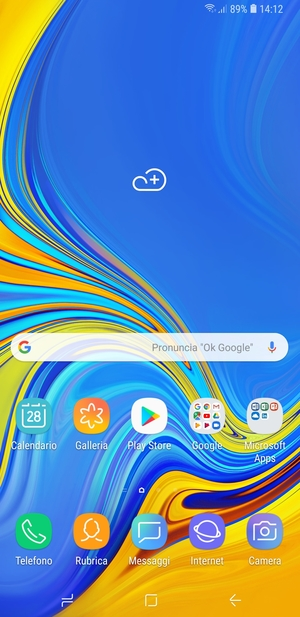 89% 14:12
Pronuncia "Ok Google"
28
Calendario Galleria Play Store Google Microsoft
Apps
Telefono Rubrica Messaggi Internet Camera